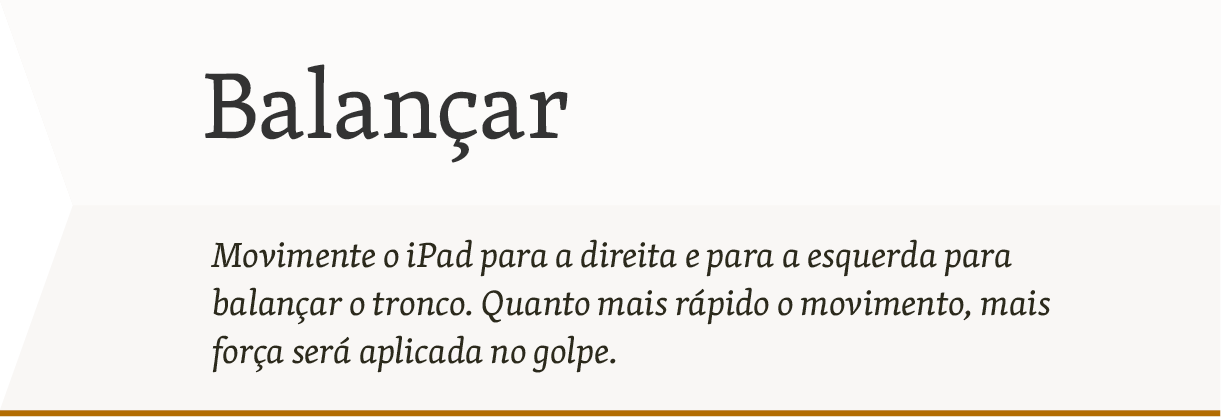 Balançar
Movimente o iPad para a direita e para a esquerda para
balançar o tronco. Quanto mais rápido o movimento, mais
força será aplicada no golpe.